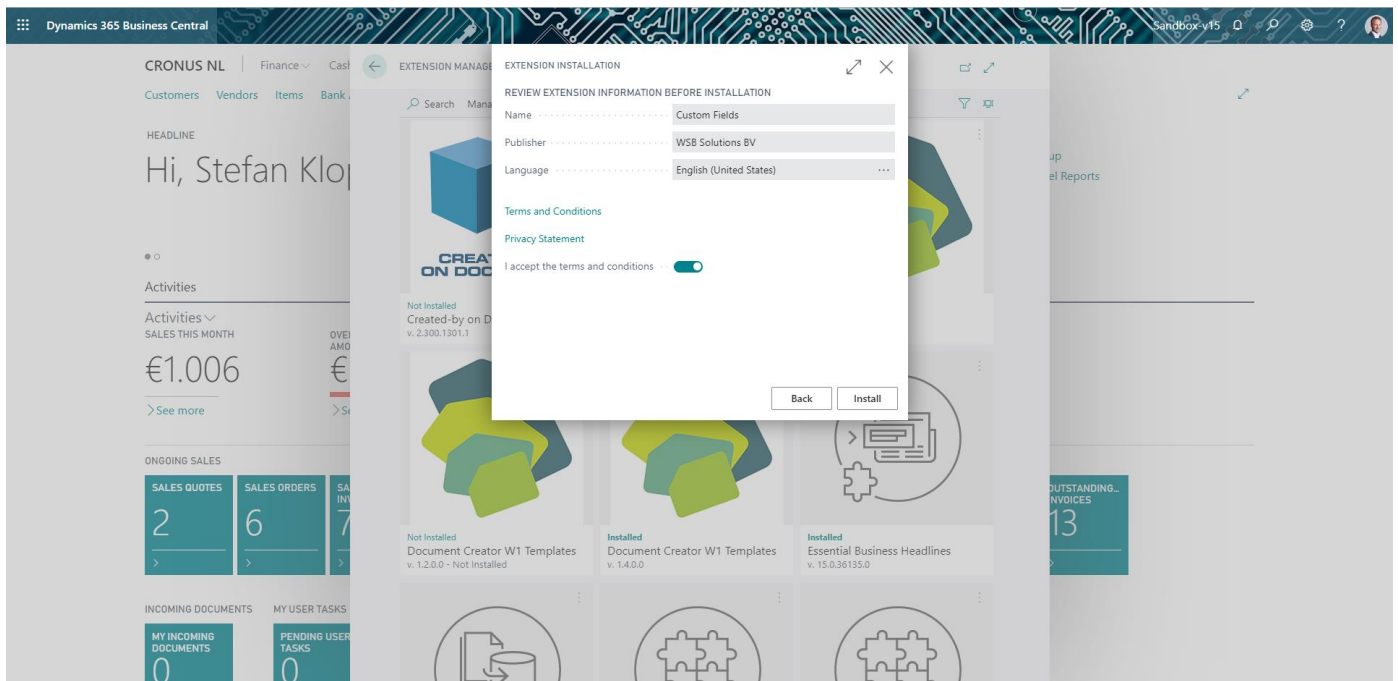 Dynamics 365 Business Central
Sandbox-v15
?
CRONUS NL
Finance
Customers Vendors Items Bank
HEADLINE
Hi, Stefan
Activities
Activities
SALES THIS MONTH
€1.006
€
>See more
ONGOING SALES
SALES QUOTES
2
SALES ORDERS
6
7
OUTSTANDING...
INVOICES
13
INCOMING DOCUMENTS
MY USER TASKS
MY INCOMING
DOCUMENTS
0
PENDING USER
TASKS
0
Reports
EXTENSION
Search
ON
Not Installed
Created-by on
v. 2.300.1301.1
Not Installed
Document Creator W1 Templates
v. 1.2.0.0 - Not Installed
Installed
Document Creator W1 Templates
v. 1.4.0.0
Installed
Essential Business Headlines
v. 15.0.36135.0
EXTENSION INSTALLATION
REVIEW EXTENSION INFORMATION BEFORE INSTALLATION
Name Custom Fields
Publisher WSB Solutions BV
Language English (United States) ...
Terms and Conditions
Privacy Statement
I accept the terms and conditions
Back Install